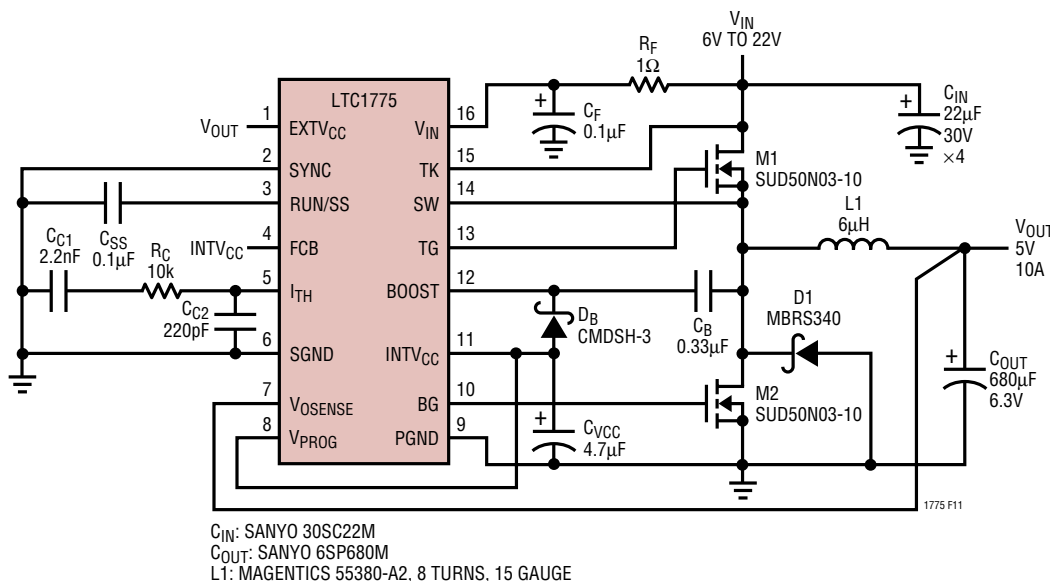 V_IN
6V TO 22V
R_F
1Ω
C_IN
22µF
30V
×4
C_F
0.1µF
LTC1775
1
EXTV_CC
V_OUT
2
SYNC
3
RUN/SS
4
FCB
INTV_CC
5
I_TH
6
SGND
7
V_OSENSE
8
V_PROG
V_IN
16
TK
15
SW
14
TG
13
BOOST
12
INTV_CC
11
BG
10
PGND
9
C_C1
2.2nF
C_SS
0.1µF
R_C
10k
C_C2
220pF
M1
SUD50N03-10
L1
6µH
V_OUT
5V
10A
D_B
CMDSH-3
C_B
0.33µF
D1
MBRS340
M2
SUD50N03-10
C_OUT
680µF
6.3V
C_VCC
4.7µF
1775 F11
C_IN: SANYO 30SC22M
C_OUT: SANYO 6SP680M
L1: MAGENTICS 55380-A2, 8 TURNS, 15 GAUGE